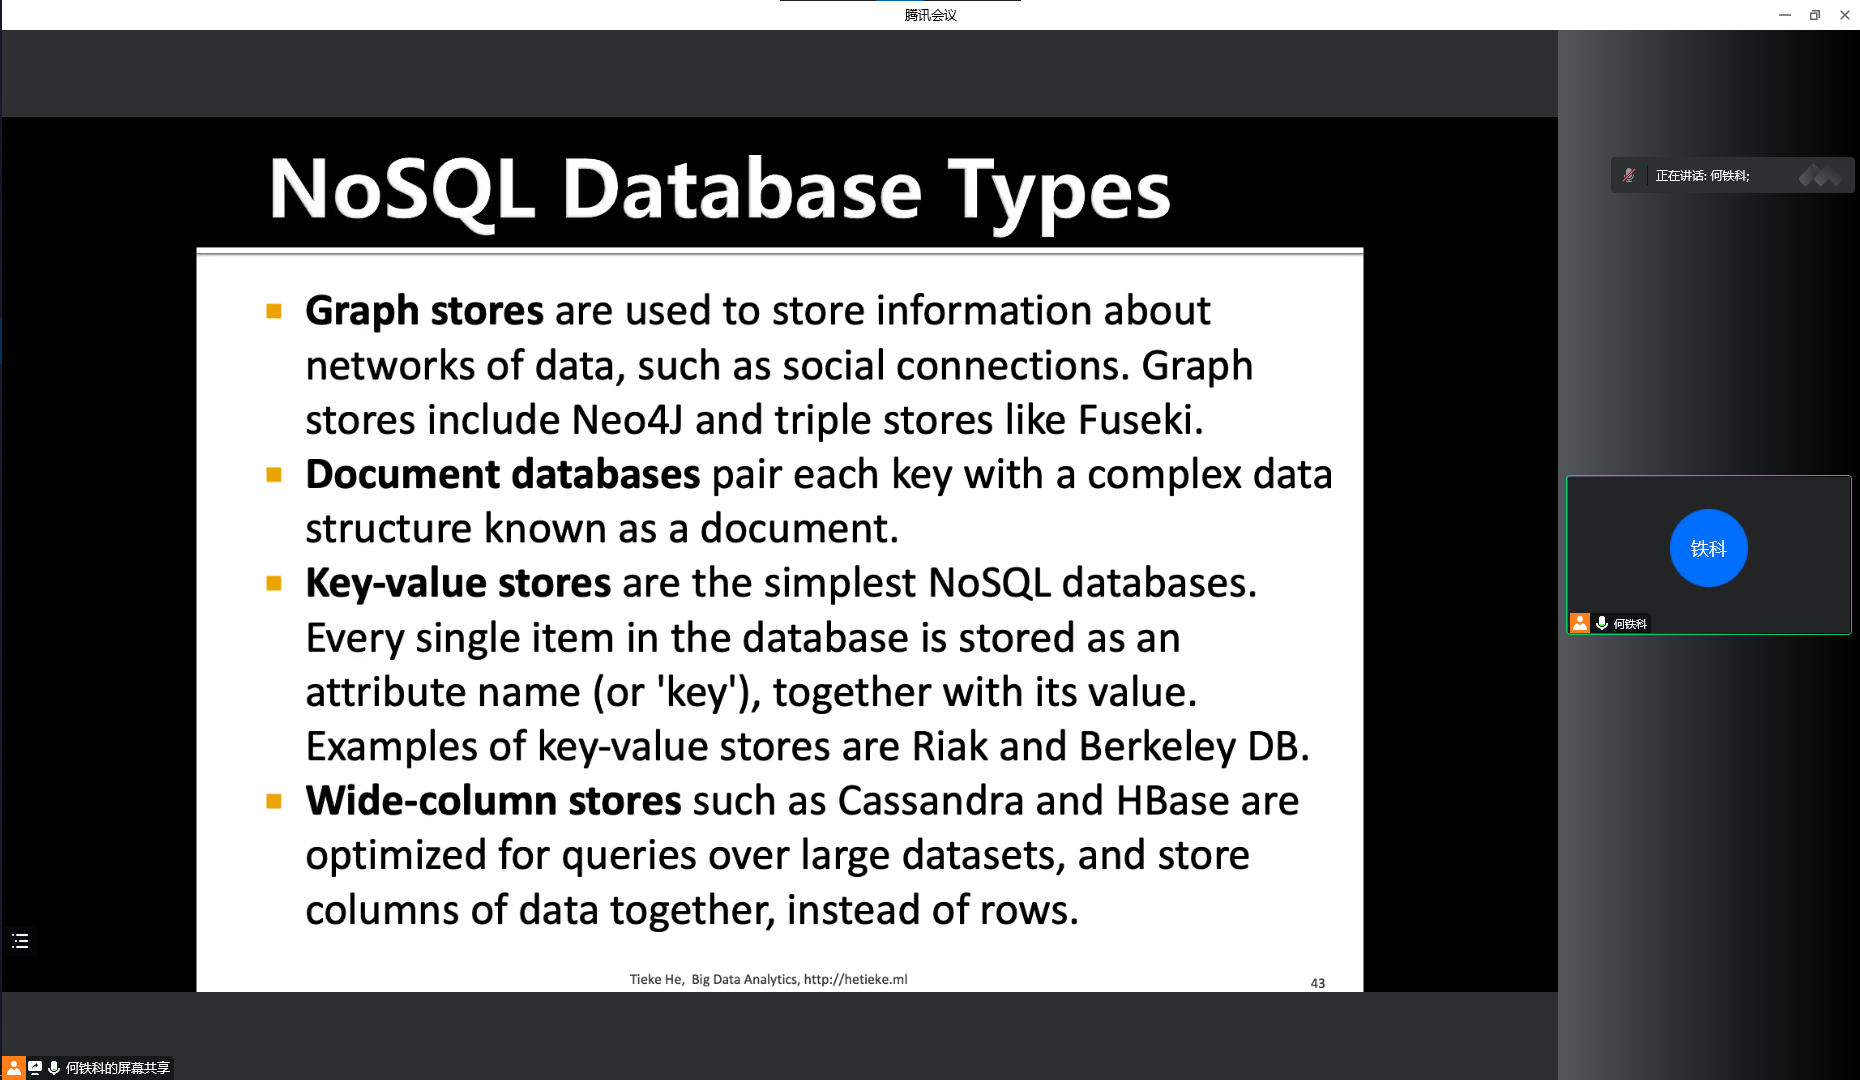 腾讯会议
NoSQL Database Types
Graph stores are used to store information about
networks of data, such as social connections. Graph
stores include Neo4J and triple stores like Fuseki.
Document databases pair each key with a complex data
structure known as a document.
Key-value stores are the simplest NoSQL databases.
Every single item in the database is stored as an
attribute name (or 'key'), together with its value.
Examples of key-value stores are Riak and Berkeley DB.
Wide-column stores such as Cassandra and HBase are
optimized for queries over large datasets, and store
columns of data together, instead of rows.
Tieke He, Big Data Analytics, http://hetieke.ml
43
正在讲话: 何铁科;
铁科
何铁科
何铁科的屏幕共享